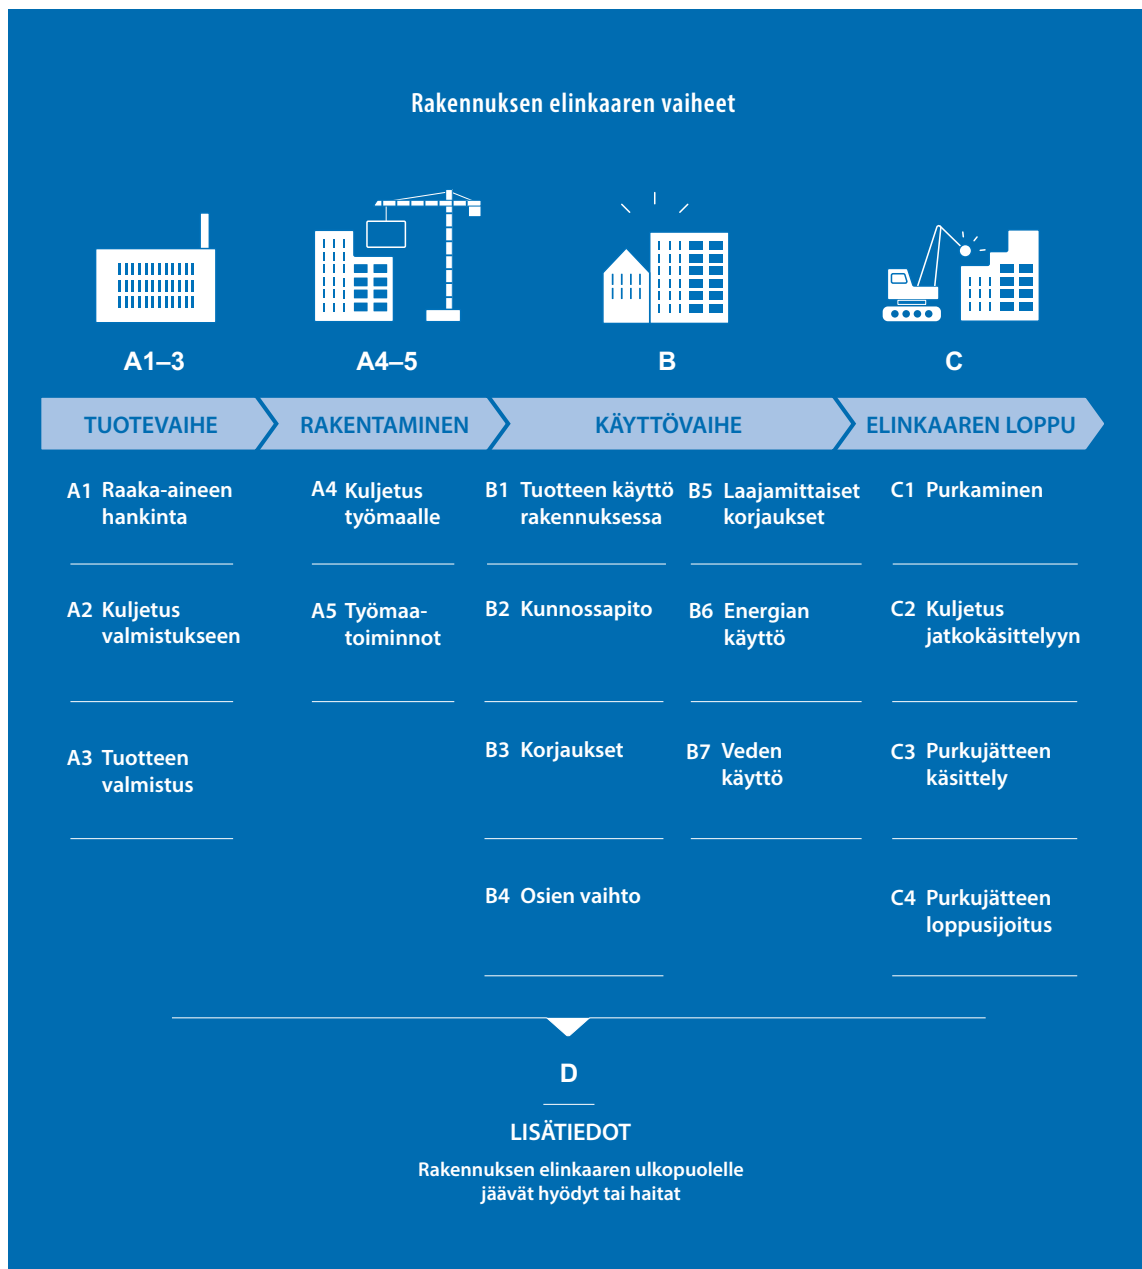 Rakennuksen elinkaaren vaiheet
A1–3
A4–5
B
C
TUOTEVAIHE
RAKENTAMINEN
KÄYTTÖVAIHE
ELINKAAREN LOPPU
A1 Raaka-aineen
hankinta
A2 Kuljetus
valmistukseen
A3 Tuotteen
valmistus
A4 Kuljetus
työmaalle
A5 Työmaa-
toiminnot
B1 Tuotteen käyttö
rakennuksessa
B2 Kunnossapito
B3 Korjaukset
B4 Osien vaihto
B5 Laajamittaiset
korjaukset
B6 Energian
käyttö
B7 Veden
käyttö
C1 Purkaminen
C2 Kuljetus
jatkokäsittelyyn
C3 Purkujätteen
käsittely
C4 Purkujätteen
loppusijoitus
D
LISÄTIEDOT
Rakennuksen elinkaaren ulkopuolelle
jäävät hyödyt tai haitat